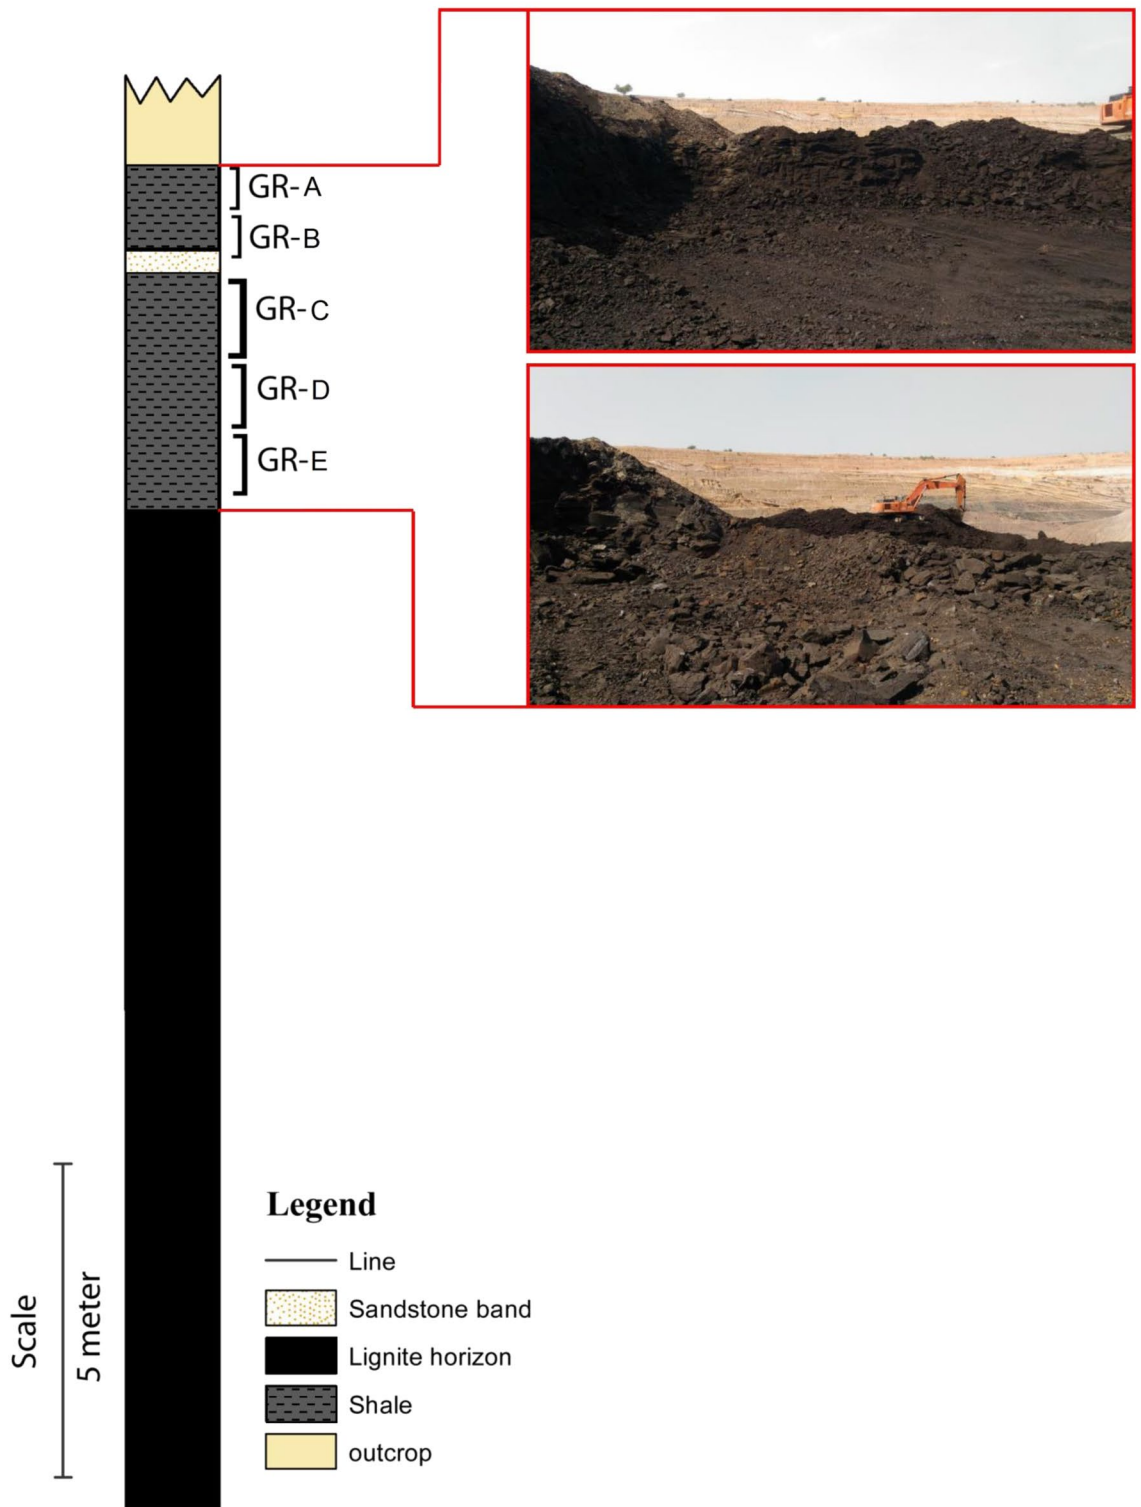 GR-A
GR-B
GR-C
GR-D
GR-E
Scale
5 meter
Legend
Line
Sandstone band
Lignite horizon
Shale
outcrop